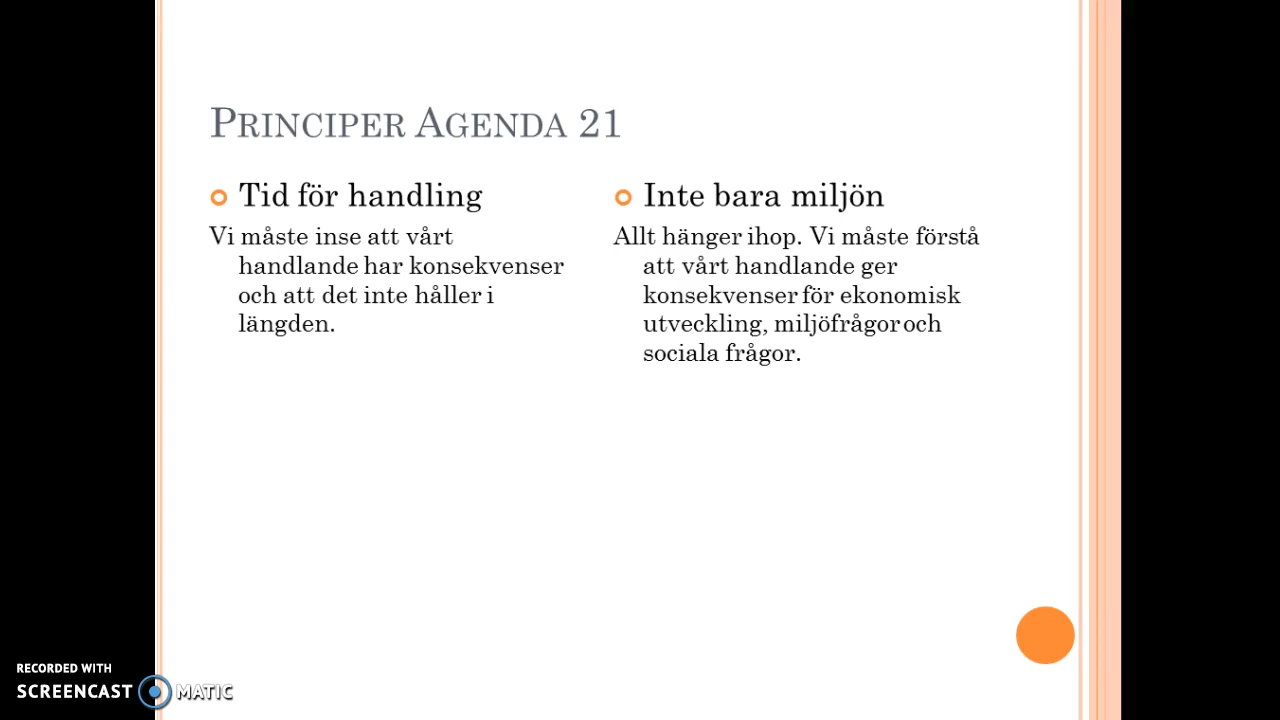 PRINCIPER AGENDA 21
Tid för handling
Vi måste inse att vårt
handlande har konsekvenser
och att det inte håller i
längden.
Inte bara miljön
Allt hänger ihop. Vi måste förstå
att vårt handlande ger
konsekvenser för ekonomisk
utveckling, miljöfrågor och
sociala frågor.
RECORDED WITH
SCREENCAST MATIC